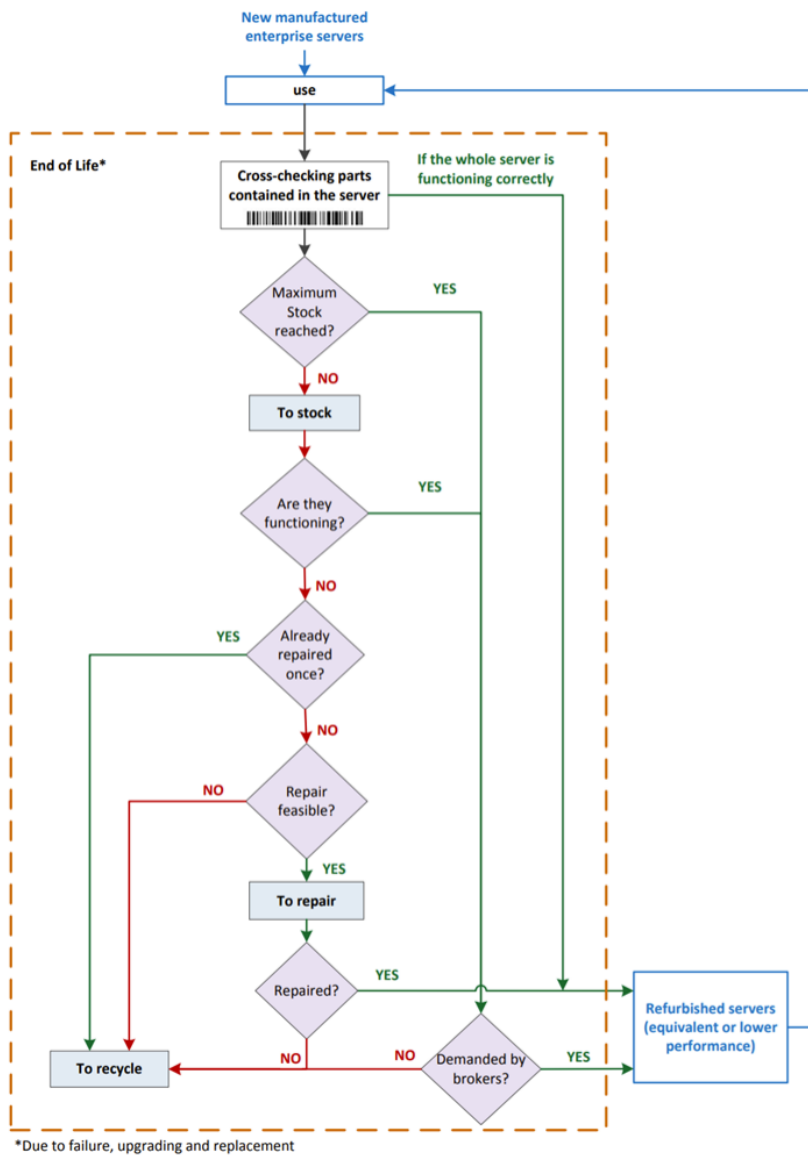 New manufactured
enterprise servers
use
End of Life*
Cross-checking parts
contained in the server
If the whole server is
functioning correctly
Maximum
Stock
reached?
YES
NO
To stock
Are they
functioning?
YES
NO
YES
Already
repaired
once?
NO
NO
Repair
feasible?
YES
To repair
Repaired?
YES
Refurbished servers
(equivalent or lower
performance)
To recycle
NO
NO
Demanded by
brokers?
YES
*Due to failure, upgrading and replacement